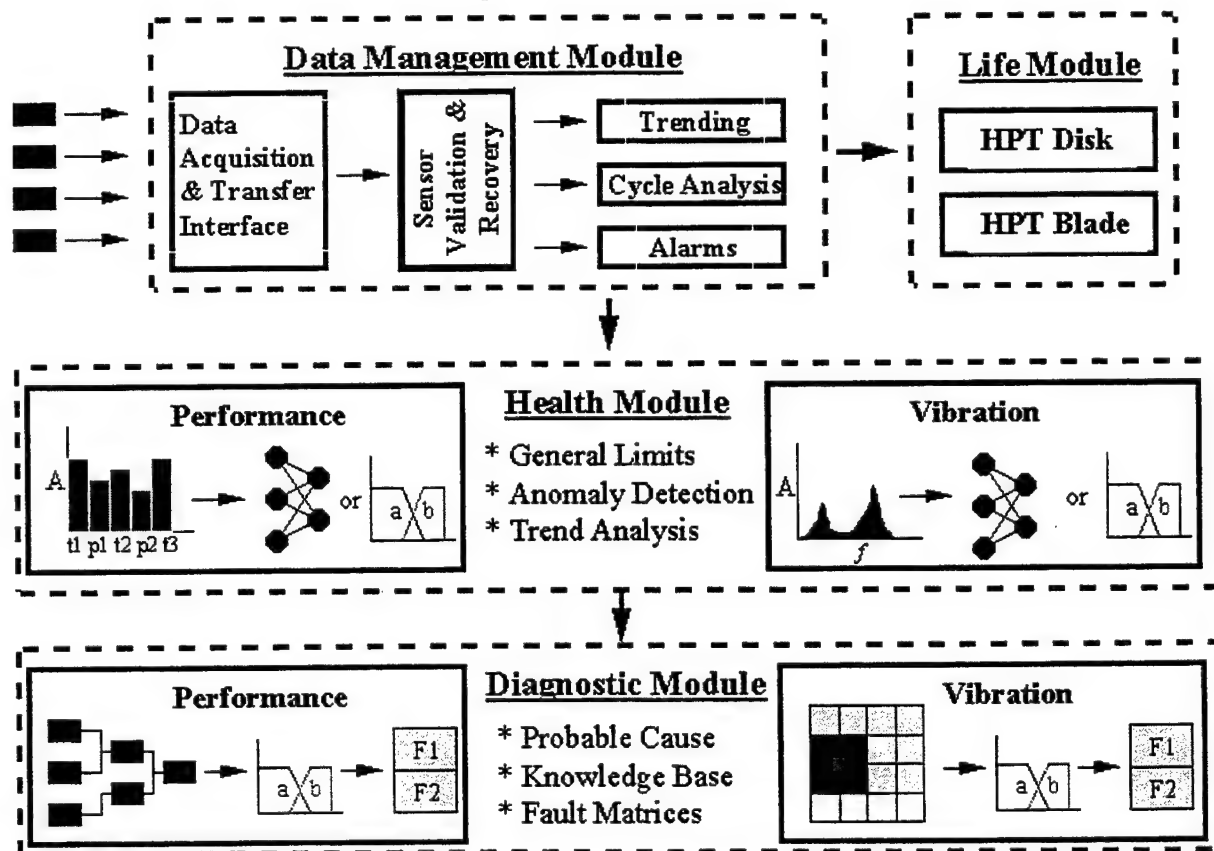 Data Management Module
Data
Acquisition
& Transfer
Interface
Sensor
Validation &
Recovery
Trending
Cycle Analysis
Alarms
Life Module
HPT Disk
HPT Blade
Performance
A
t1 p1 t2 p2 t3
or
a b
Health Module
* General Limits
* Anomaly Detection
* Trend Analysis
Vibration
A
f
or
a b
Performance
a b
F1
F2
Diagnostic Module
* Probable Cause
* Knowledge Base
* Fault Matrices
Vibration
a b
F1
F2